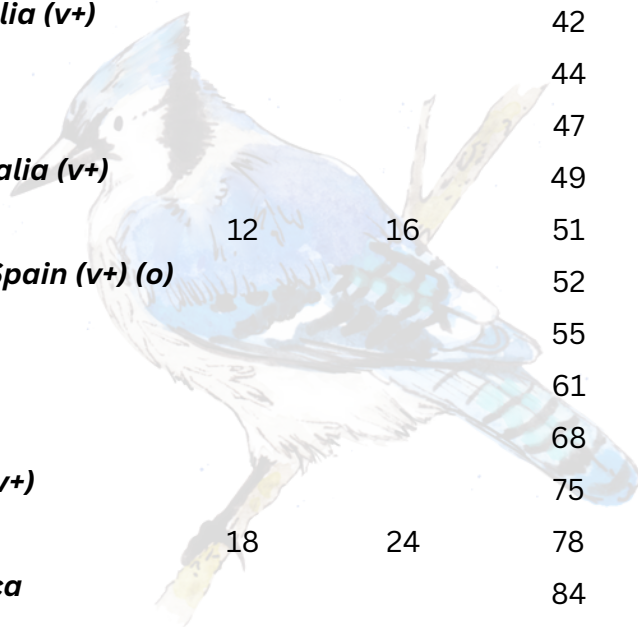 lia (v+) 42
44
47
alia (v+) 49
12 16 51
Spain (v+) (o) 52
55
61
68
v+) 75
18 24 78
ca 84